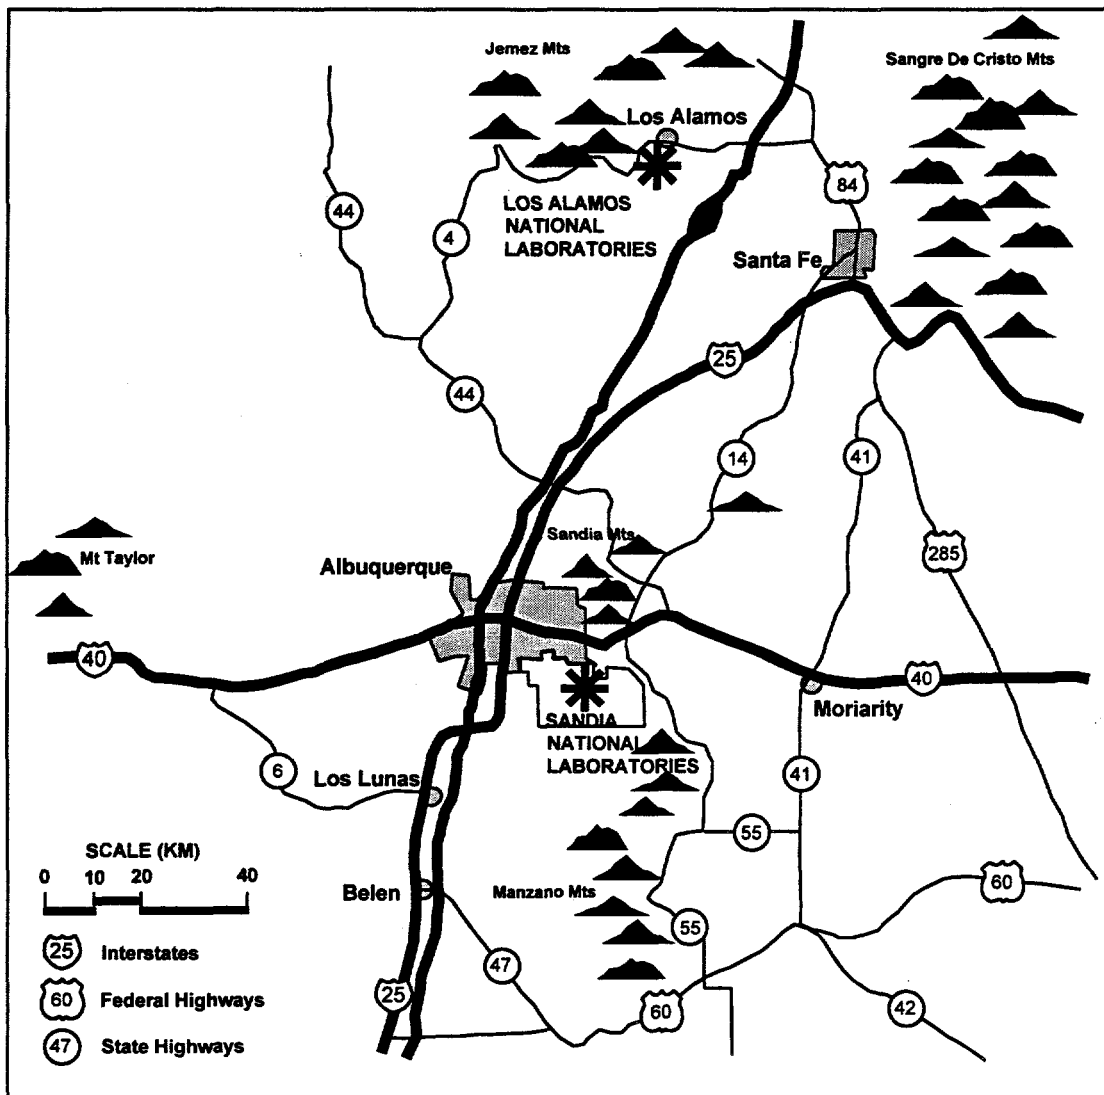 Jemez Mts
Sangre De Cristo Mts
Los Alamos
84
44
LOS ALAMOS
NATIONAL
LABORATORIES
4
Santa Fe
25
44
14
41
Sandia Mts
285
Mt Taylor
Albuquerque
40
40
Moriarity
SANDIA
NATIONAL
LABORATORIES
6
Los Lunas
41
55
SCALE (KM)
0 10 20 40
Belen
Manzano Mts
60
55
25 Interstates
47
25
60 Federal Highways
60
42
47 State Highways